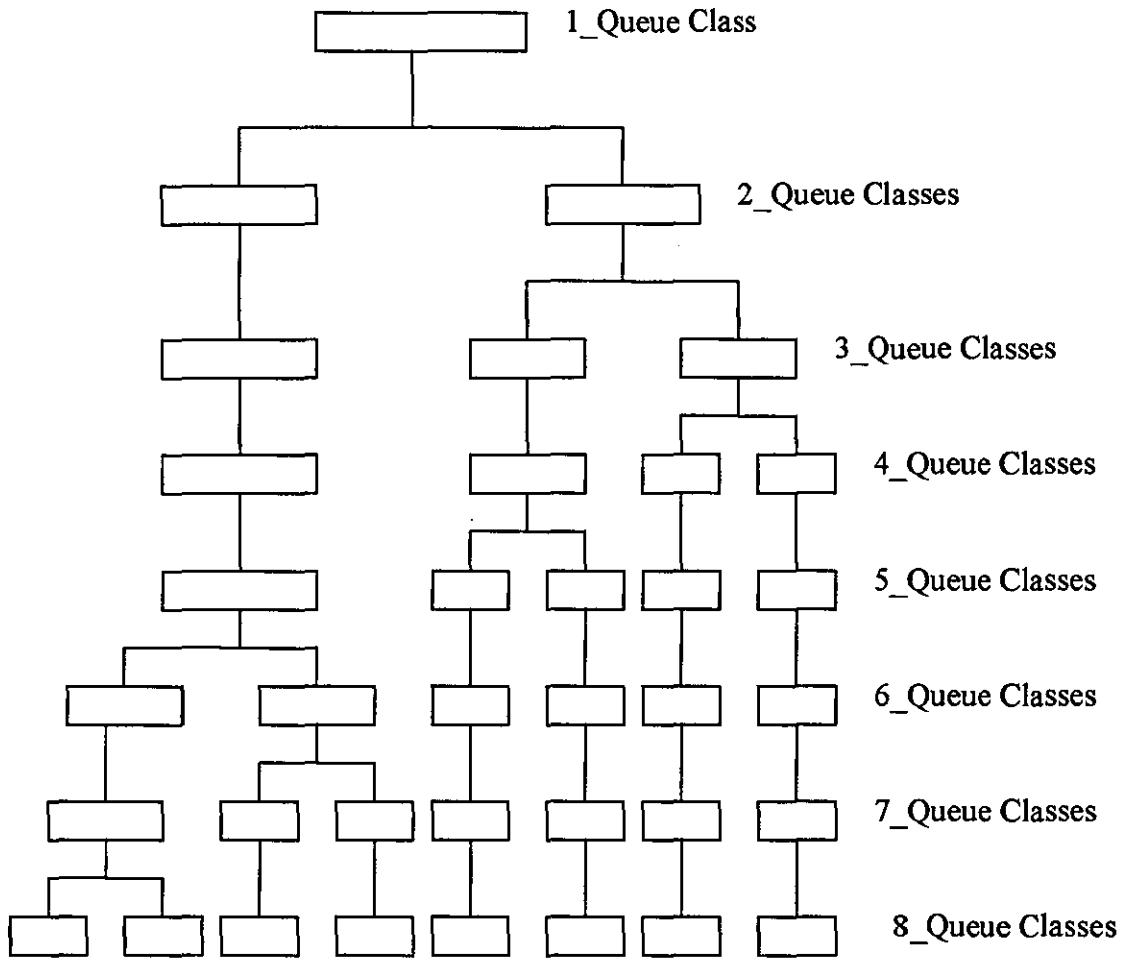 1_Queue Class
2_Queue Classes
3_Queue Classes
4_Queue Classes
5_Queue Classes
6_Queue Classes
7_Queue Classes
8_Queue Classes